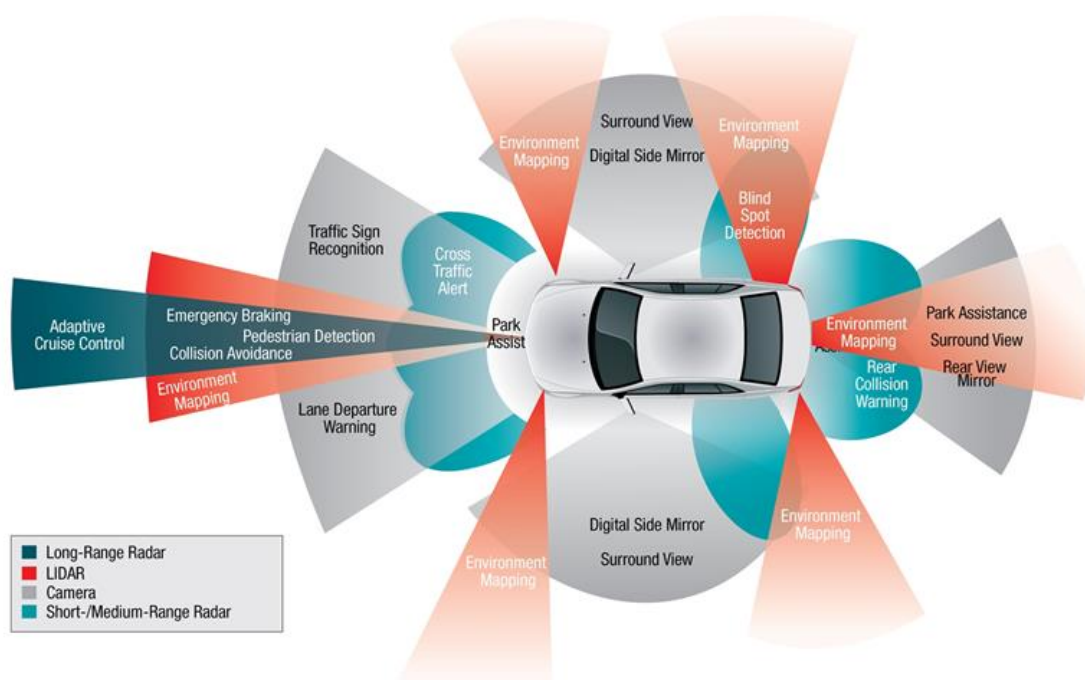 Environment
Mapping
Surround View
Digital Side Mirror
Environment
Mapping
Blind
Spot
Detection
Traffic Sign
Recognition
Cross
Traffic
Alert
Adaptive
Cruise Control
Emergency Braking
Pedestrian Detection
Collision Avoidance
Environment
Mapping
Park
Assist
Lane Departure
Warning
Environment
Mapping
Rear
Collision
Warning
Park Assistance
Surround View
Rear View
Mirror
Environment
Mapping
Digital Side Mirror
Surround View
Environment
Mapping
Long-Range Radar
LIDAR
Camera
Short-/Medium-Range Radar